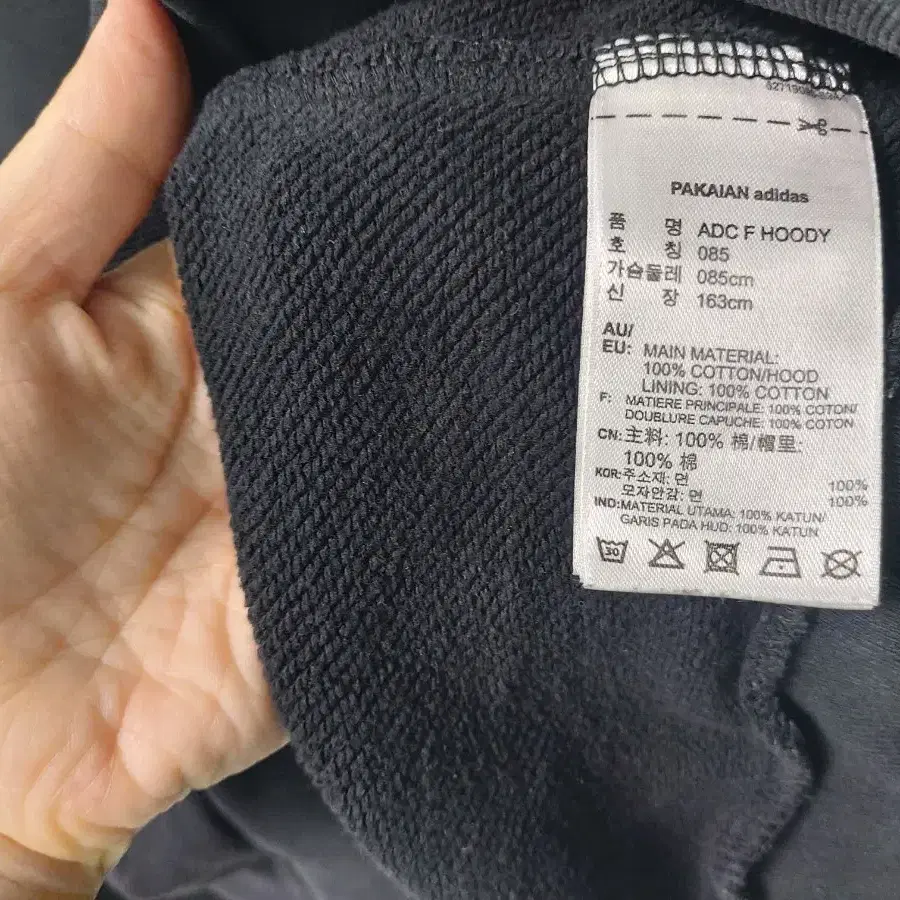 PAKAIAN adidas
품 명 ADC F HOODY
호 칭 085
가슴둘레 085cm
신 장 163cm
AU/
EU: MAIN MATERIAL:
100% COTTON/HOOD
LINING: 100% COTTON
F: MATIERE PRINCIPALE: 100% COTON/
DOUBLURE CAPUCHE: 100% COTON
CN: 主料: 100% 棉/帽里:
100% 棉
KOR: 주소재: 면 100%
모자안감: 면 100%
IND: MATERIAL UTAMA: 100% KATUN/
GARIS PADA HUD: 100% KATUN
30